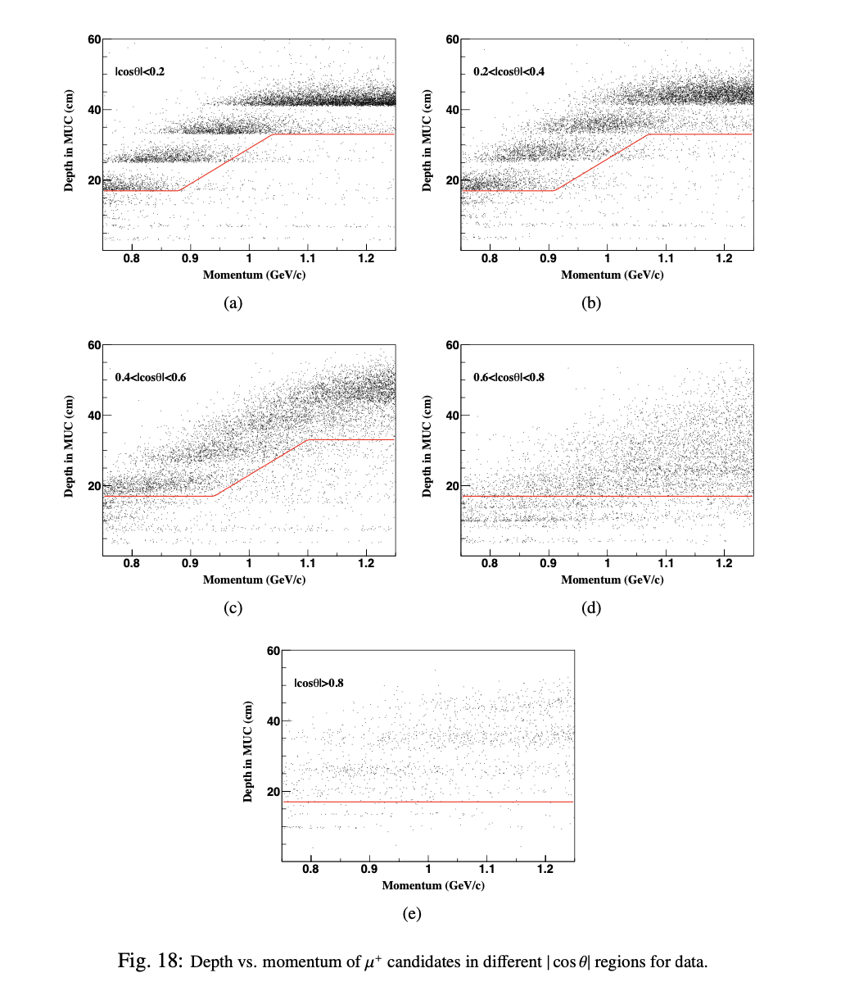 60
|cosθ|<0.2
40
20
Depth in MUC (cm)
0.8 0.9 1 1.1 1.2
Momentum (GeV/c)
(a)
60
0.2<|cosθ|<0.4
40
20
Depth in MUC (cm)
0.8 0.9 1 1.1 1.2
Momentum (GeV/c)
(b)
60
0.4<|cosθ|<0.6
40
20
Depth in MUC (cm)
0.8 0.9 1 1.1 1.2
Momentum (GeV/c)
(c)
60
0.6<|cosθ|<0.8
40
20
Depth in MUC (cm)
0.8 0.9 1 1.1 1.2
Momentum (GeV/c)
(d)
60
|cosθ|>0.8
40
20
Depth in MUC (cm)
0.8 0.9 1 1.1 1.2
Momentum (GeV/c)
(e)
Fig. 18: Depth vs. momentum of μ⁺ candidates in different | cos θ| regions for data.